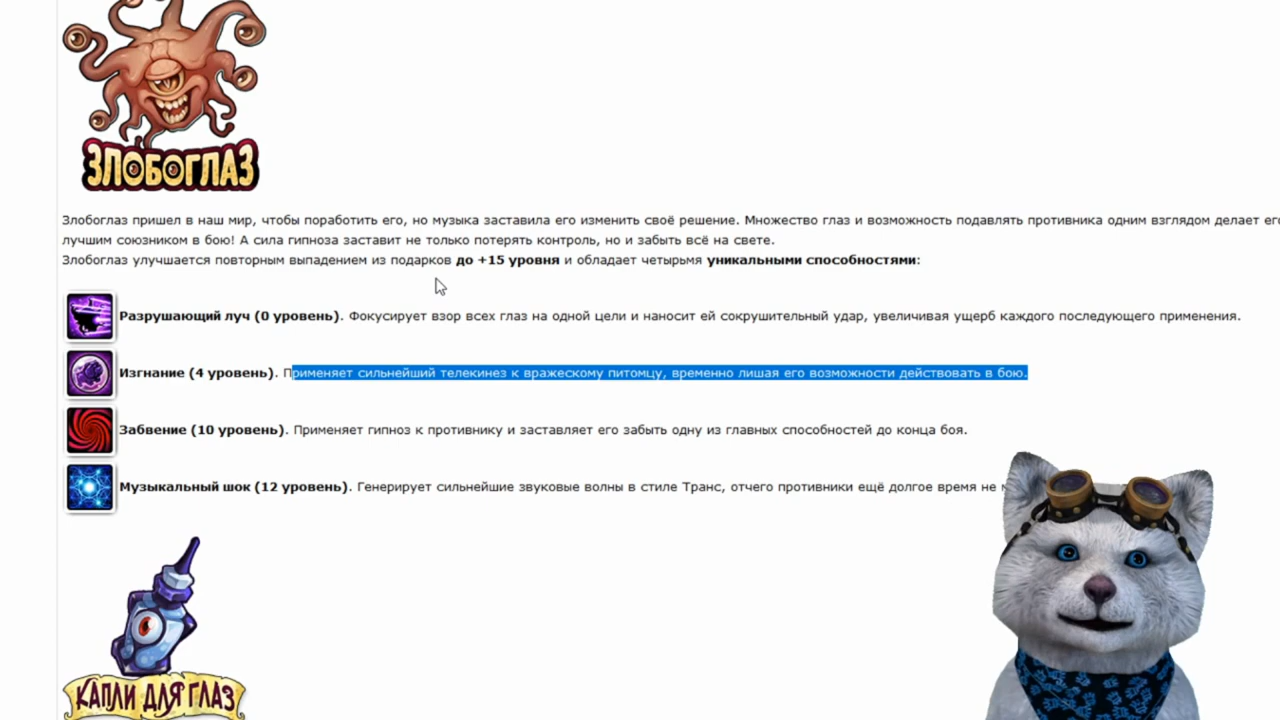 ЗЛОБОГЛАЗ
Злобоглаз пришел в наш мир, чтобы поработить его, но музыка заставила его изменить своё решение. Множество глаз и возможность подавлять противника одним взглядом делает
лучшим союзником в бою! А сила гипноза заставит не только потерять контроль, но и забыть всё на свете.
Злобоглаз улучшается повторным выпадением из подарков до +15 уровня и обладает четырьмя уникальными способностями:
Разрушающий луч (0 уровень). Фокусирует взор всех глаз на одной цели и наносит ей сокрушительный удар, увеличивая ущерб каждого последующего применения.
Изгнание (4 уровень). Применяет сильнейший телекинез к вражескому питомцу, временно лишая его возможности действовать в бою.
Забвение (10 уровень). Применяет гипноз к противнику и заставляет его забыть одну из главных способностей до конца боя.
Музыкальный шок (12 уровень). Генерирует сильнейшие звуковые волны в стиле Транс, отчего противники ещё долгое время не
КАПЛИ ДЛЯ ГЛАЗ